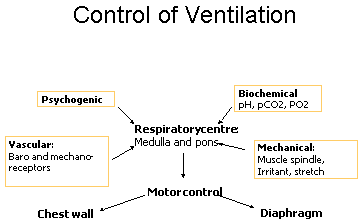 Control of Ventilation
Psychogenic
Biochemical
pH, pCO2, PO2
Respiratorycentre:
Medulla and pons
Vascular:
Baro and mechano-
receptors
Mechanical:
Muscle spindle,
Irritant, stretch
Motorcontrol
Chest wall
Diaphragm